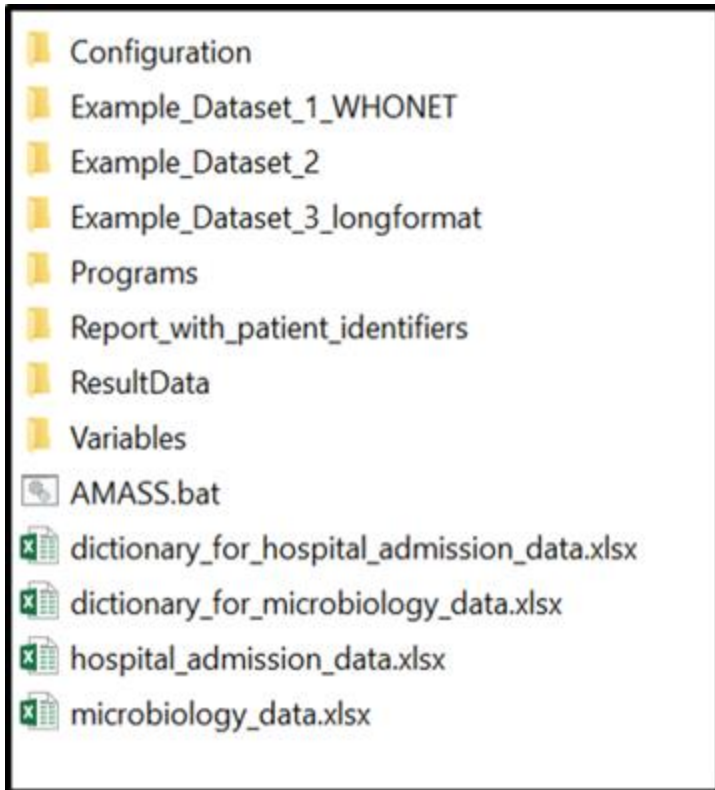 Configuration
Example_Dataset_1_WHONET
Example_Dataset_2
Example_Dataset_3_longformat
Programs
Report_with_patient_identifiers
ResultData
Variables
AMASS.bat
dictionary_for_hospital_admission_data.xlsx
dictionary_for_microbiology_data.xlsx
hospital_admission_data.xlsx
microbiology_data.xlsx